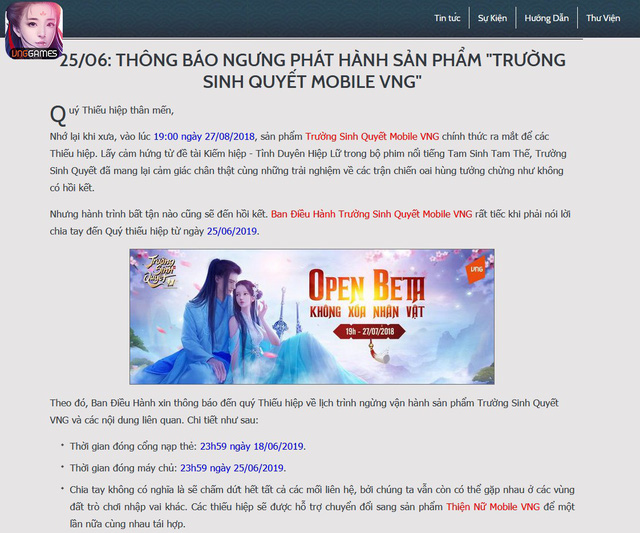 VNGGAMES
Tin tức
Sự Kiện
Hướng Dẫn
Thư Viện
25/06: THÔNG BÁO NGƯNG PHÁT HÀNH SẢN PHẨM "TRƯỜNG
SINH QUYẾT MOBILE VNG"
Quý Thiếu hiệp thân mến,
Nhớ lại khi xưa, vào lúc 19:00 ngày 27/08/2018, sản phẩm Trường Sinh Quyết Mobile VNG chính thức ra mắt để các
Thiếu hiệp. Lấy cảm hứng từ đề tài Kiếm hiệp - Tình Duyên Hiệp Lữ trong bộ phim nổi tiếng Tam Sinh Tam Thế, Trường
Sinh Quyết đã mang lại cảm giác chân thật cùng những trải nghiệm về các trận chiến oai hùng tưởng chừng như không
có hồi kết.
Nhưng hành trình bất tận nào cũng sẽ đến hồi kết. Ban Điều Hành Trường Sinh Quyết Mobile VNG rất tiếc khi phải nói lời
chia tay đến Quý thiếu hiệp từ ngày 25/06/2019.
Trường
Sinh
Quyết
OPEN BETA
KHÔNG XÓA NHÂN VẬT
19h - 27/07/2018
VNG
Theo đó, Ban Điều Hành xin thông báo đến quý Thiếu hiệp về lịch trình ngừng vận hành sản phẩm Trường Sinh Quyết
VNG và các nội dung liên quan. Chi tiết như sau:
• Thời gian đóng cổng nạp thẻ: 23h59 ngày 18/06/2019.
• Thời gian đóng máy chủ: 23h59 ngày 25/06/2019.
• Chia tay không có nghĩa là sẽ chấm dứt hết tất cả các mối liên hệ, bởi chúng ta vẫn còn có thể gặp nhau ở các vùng
đất trò chơi nhập vai khác. Các thiếu hiệp sẽ được hỗ trợ chuyển đổi sang sản phẩm Thiện Nữ Mobile VNG để một
lần nữa cùng nhau tái hợp.